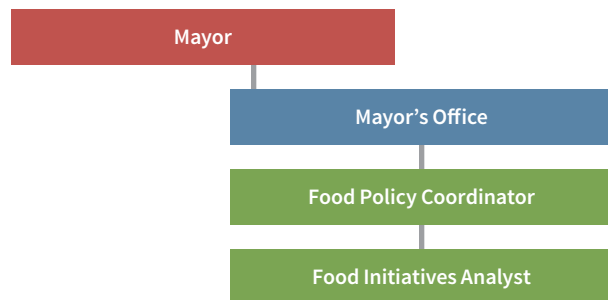 Mayor
Mayor’s Office
Food Policy Coordinator
Food Initiatives Analyst